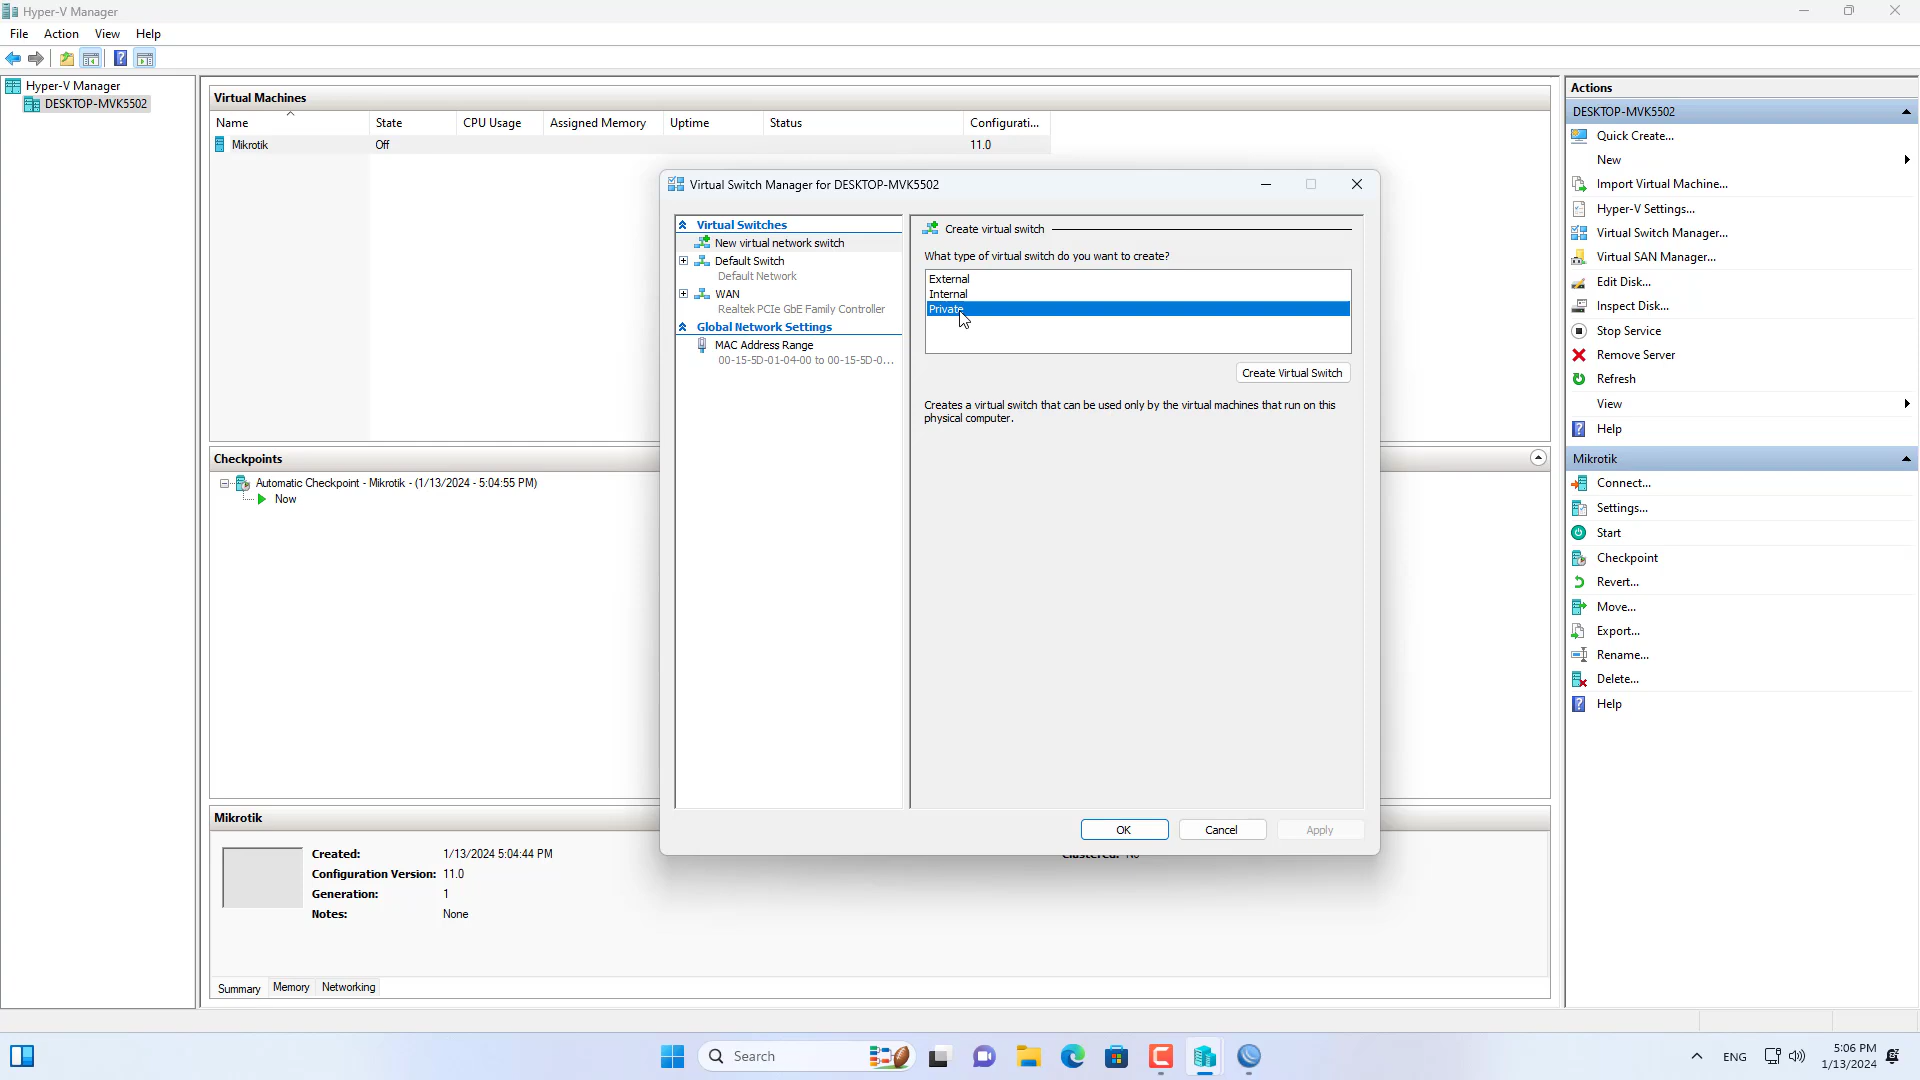 Hyper-V Manager
File Action View Help
Hyper-V Manager
DESKTOP-MVK5502
Virtual Machines
Name State CPU Usage Assigned Memory Uptime Status Configurati...
Mikrotik Off 11.0
Checkpoints
Automatic Checkpoint - Mikrotik - (1/13/2024 - 5:04:55 PM)
Now
Mikrotik
Created: 1/13/2024 5:04:44 PM
Configuration Version: 11.0
Generation: 1
Notes: None
Clustered: No
Summary Memory Networking
Virtual Switch Manager for DESKTOP-MVK5502
Virtual Switches
New virtual network switch
Default Switch
Default Network
WAN
Realtek PCIe GbE Family Controller
Global Network Settings
MAC Address Range
00-15-5D-01-04-00 to 00-15-5D-0...
Create virtual switch
What type of virtual switch do you want to create?
External
Internal
Private
Create Virtual Switch
Creates a virtual switch that can be used only by the virtual machines that run on this
physical computer.
OK Cancel Apply
Actions
DESKTOP-MVK5502
Quick Create...
New
Import Virtual Machine...
Hyper-V Settings...
Virtual Switch Manager...
Virtual SAN Manager...
Edit Disk...
Inspect Disk...
Stop Service
Remove Server
Refresh
View
Help
Mikrotik
Connect...
Settings...
Start
Checkpoint
Revert...
Move...
Export...
Rename...
Delete...
Help
Search
ENG
5:06 PM
1/13/2024